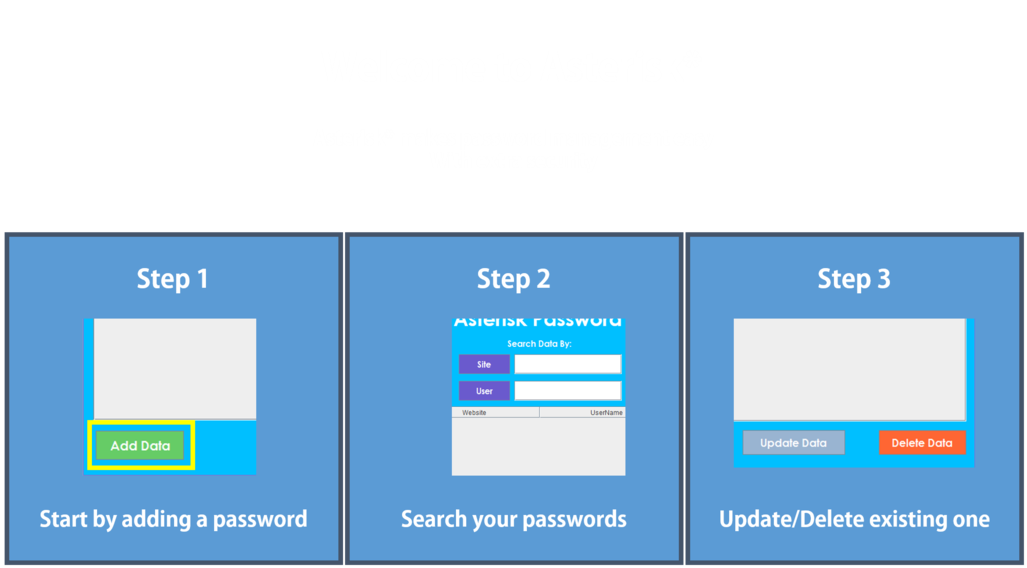 Step 1
Add Data
Start by adding a password
Step 2
Asterisk Password
Search Data By:
Site
User
Website UserName
Search your passwords
Step 3
Update Data Delete Data
Update/Delete existing one